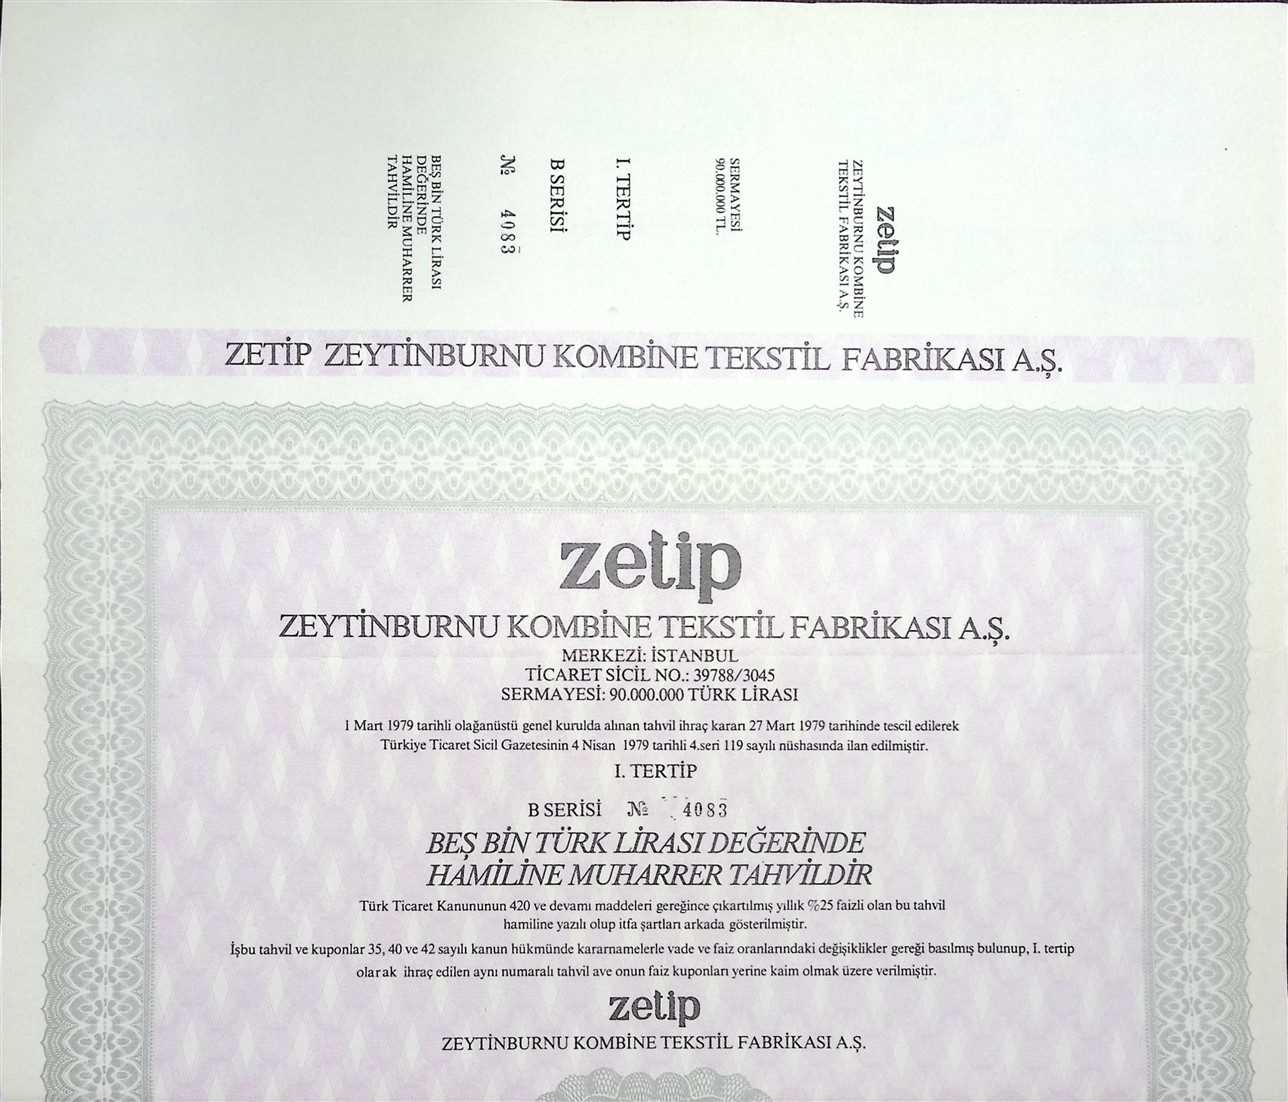 zetip
ZEYTİNBURNU KOMBİNE
TEKSTİL FABRİKASI A.Ş.
SERMAYESİ
90.000.000 TL.
I. TERTİP
B SERİSİ
№ 4083
BEŞ BİN TÜRK LİRASI
DEĞERİNDE
HAMİLİNE MUHARRER
TAHVİLDİR
ZETİP ZEYTİNBURNU KOMBİNE TEKSTİL FABRİKASI A.Ş.
zetip
ZEYTİNBURNU KOMBİNE TEKSTİL FABRİKASI A.Ş.
MERKEZİ: İSTANBUL
TİCARET SİCİL NO.: 39788/3045
SERMAYESİ: 90.000.000 TÜRK LİRASI
1 Mart 1979 tarihli olağanüstü genel kurulda alınan tahvil ihraç kararı 27 Mart 1979 tarihinde tescil edilerek
Türkiye Ticaret Sicil Gazetesinin 4 Nisan 1979 tarihli 4.seri 119 sayılı nüshasında ilan edilmiştir.
I. TERTİP
B SERİSİ № 4083
BEŞ BİN TÜRK LİRASI DEĞERİNDE
HAMİLİNE MUHARRER TAHVİLDİR
Türk Ticaret Kanununun 420 ve devamı maddeleri gereğince çıkartılmış yıllık %25 faizli olan bu tahvil
hamiline yazılı olup itfa şartları arkada gösterilmiştir.
İşbu tahvil ve kuponlar 35, 40 ve 42 sayılı kanun hükmünde kararnamelerle vade ve faiz oranlarındaki değişiklikler gereği basılmış bulunup, I. tertip
olarak ihraç edilen aynı numaralı tahvil ave onun faiz kuponları yerine kaim olmak üzere verilmiştir.
zetip
ZEYTİNBURNU KOMBİNE TEKSTİL FABRİKASI A.Ş.